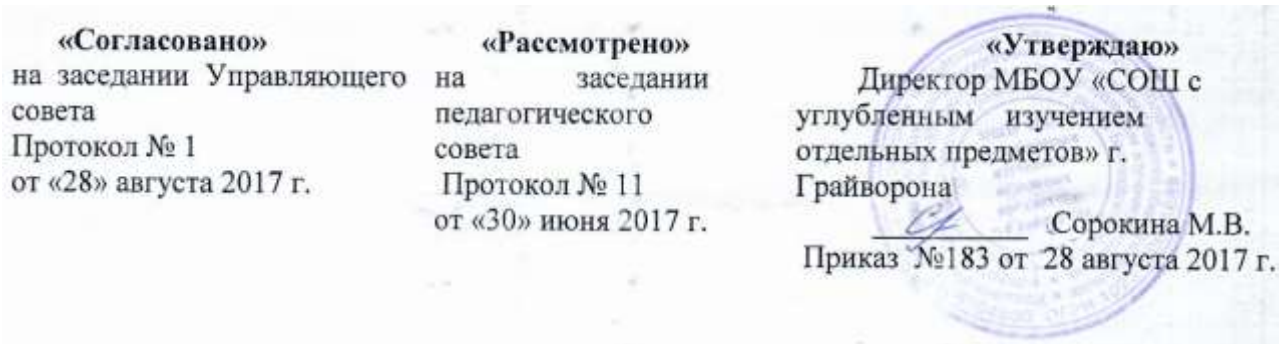 «Согласовано»
на заседании Управляющего
совета
Протокол № 1
от «28» августа 2017 г.
«Рассмотрено»
на заседании
педагогического
совета
Протокол № 11
от «30» июня 2017 г.
«Утверждаю»
Директор МБОУ «СОШ с
углубленным изучением
отдельных предметов» г.
Грайворона
Сорокина М.В.
Приказ №183 от 28 августа 2017 г.